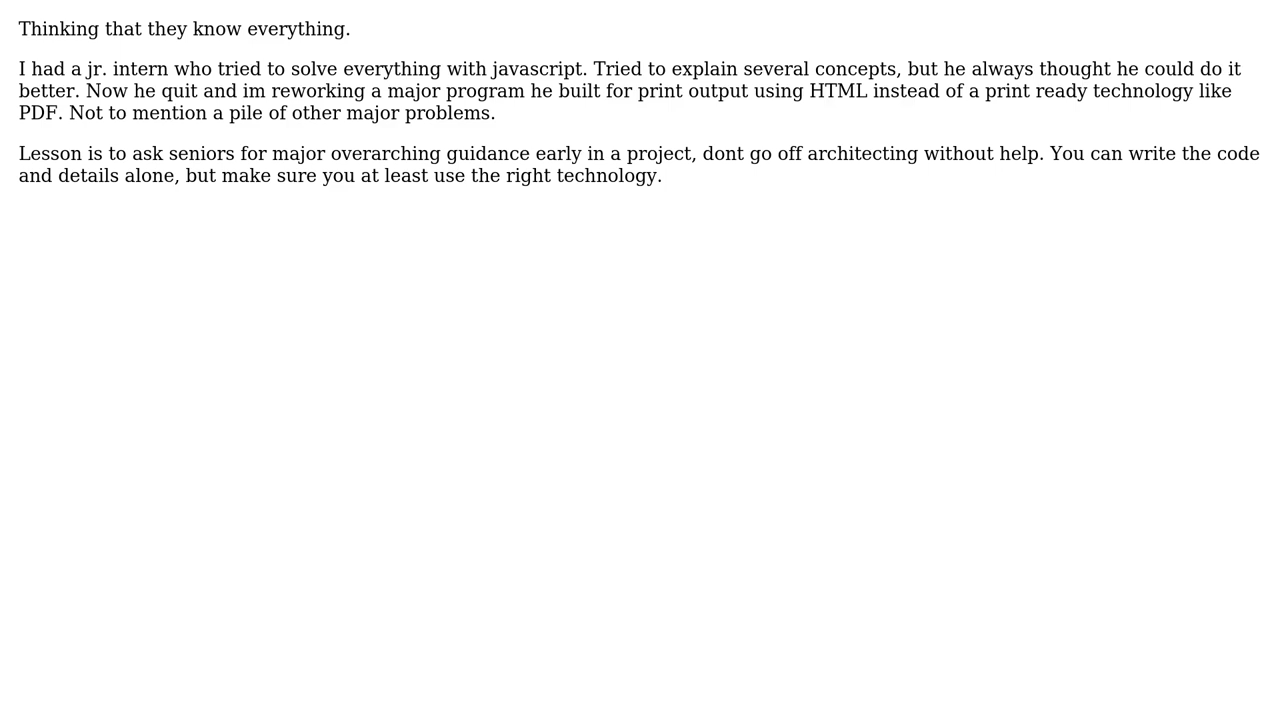 Thinking that they know everything.
I had a jr. intern who tried to solve everything with javascript. Tried to explain several concepts, but he always thought he could do it
better. Now he quit and im reworking a major program he built for print output using HTML instead of a print ready technology like
PDF. Not to mention a pile of other major problems.
Lesson is to ask seniors for major overarching guidance early in a project, dont go off architecting without help. You can write the code
and details alone, but make sure you at least use the right technology.